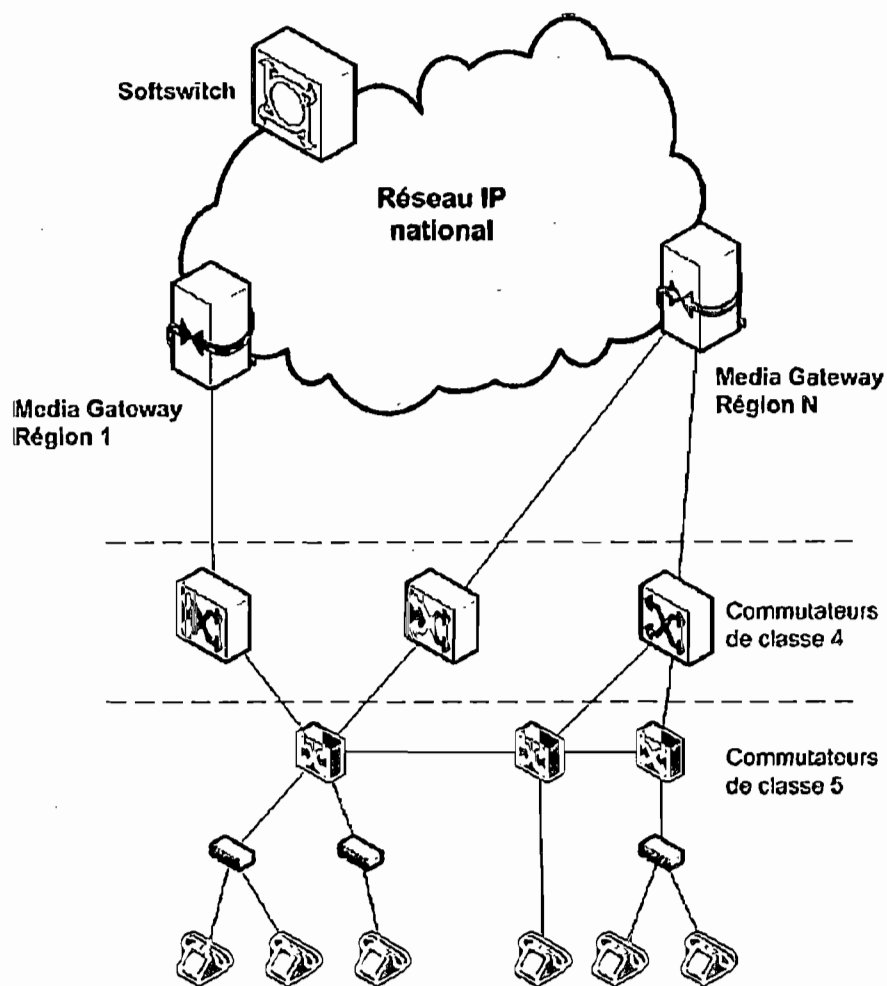 Softswitch
Réseau IP
national
Media Gateway
Région 1
Media Gateway
Région N
Commutateurs
de classe 4
Commutateurs
de classe 5